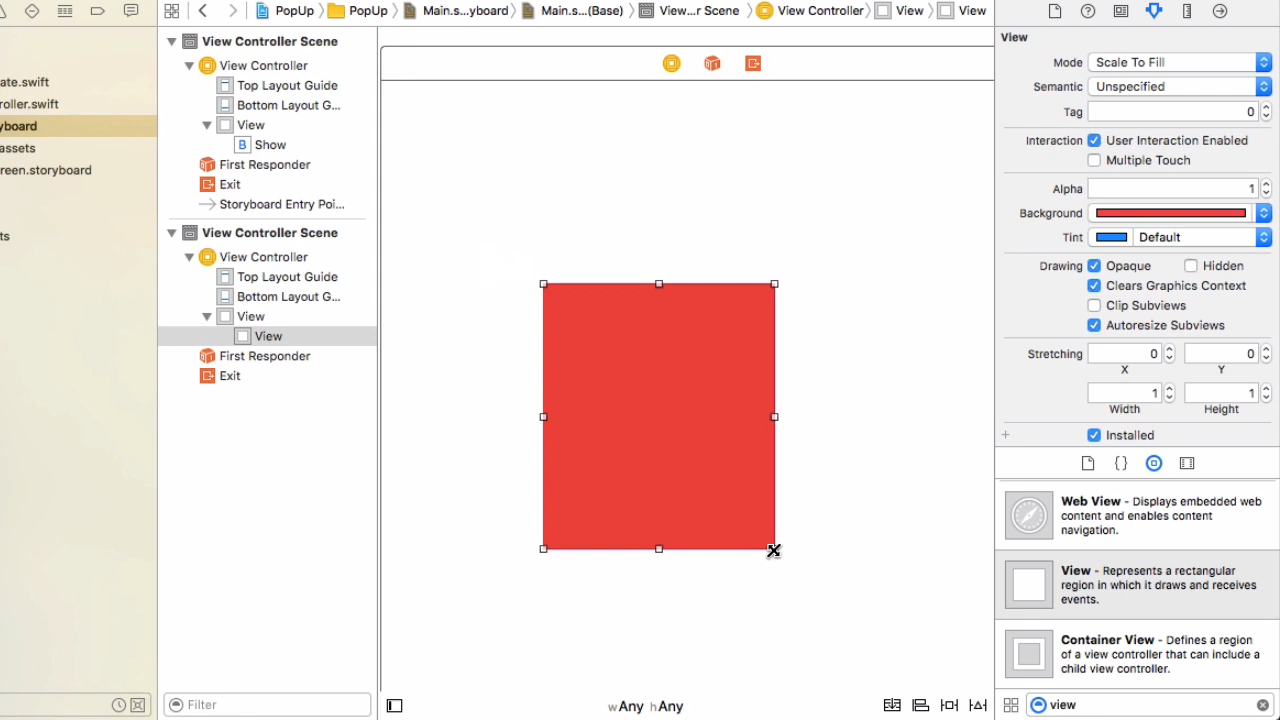 PopUp
PopUp
Main.s...yboard
Main.s...(Base)
View...r Scene
View Controller
View
View
ate.swift
roller.swift
yboard
assets
reen.storyboard
ts
View Controller Scene
View Controller
Top Layout Guide
Bottom Layout G...
View
B Show
First Responder
Exit
Storyboard Entry Poi...
View Controller Scene
View Controller
Top Layout Guide
Bottom Layout G...
View
View
First Responder
Exit
Filter
wAny hAny
View
Mode Scale To Fill
Semantic Unspecified
Tag 0
Interaction User Interaction Enabled
Multiple Touch
Alpha 1
Background
Tint Default
Drawing Opaque Hidden
Clears Graphics Context
Clip Subviews
Autoresize Subviews
Stretching 0 0
X Y
1 1
Width Height
+ Installed
Web View - Displays embedded web
content and enables content
navigation.
View - Represents a rectangular
region in which it draws and receives
events.
Container View - Defines a region
of a view controller that can include a
child view controller.
view